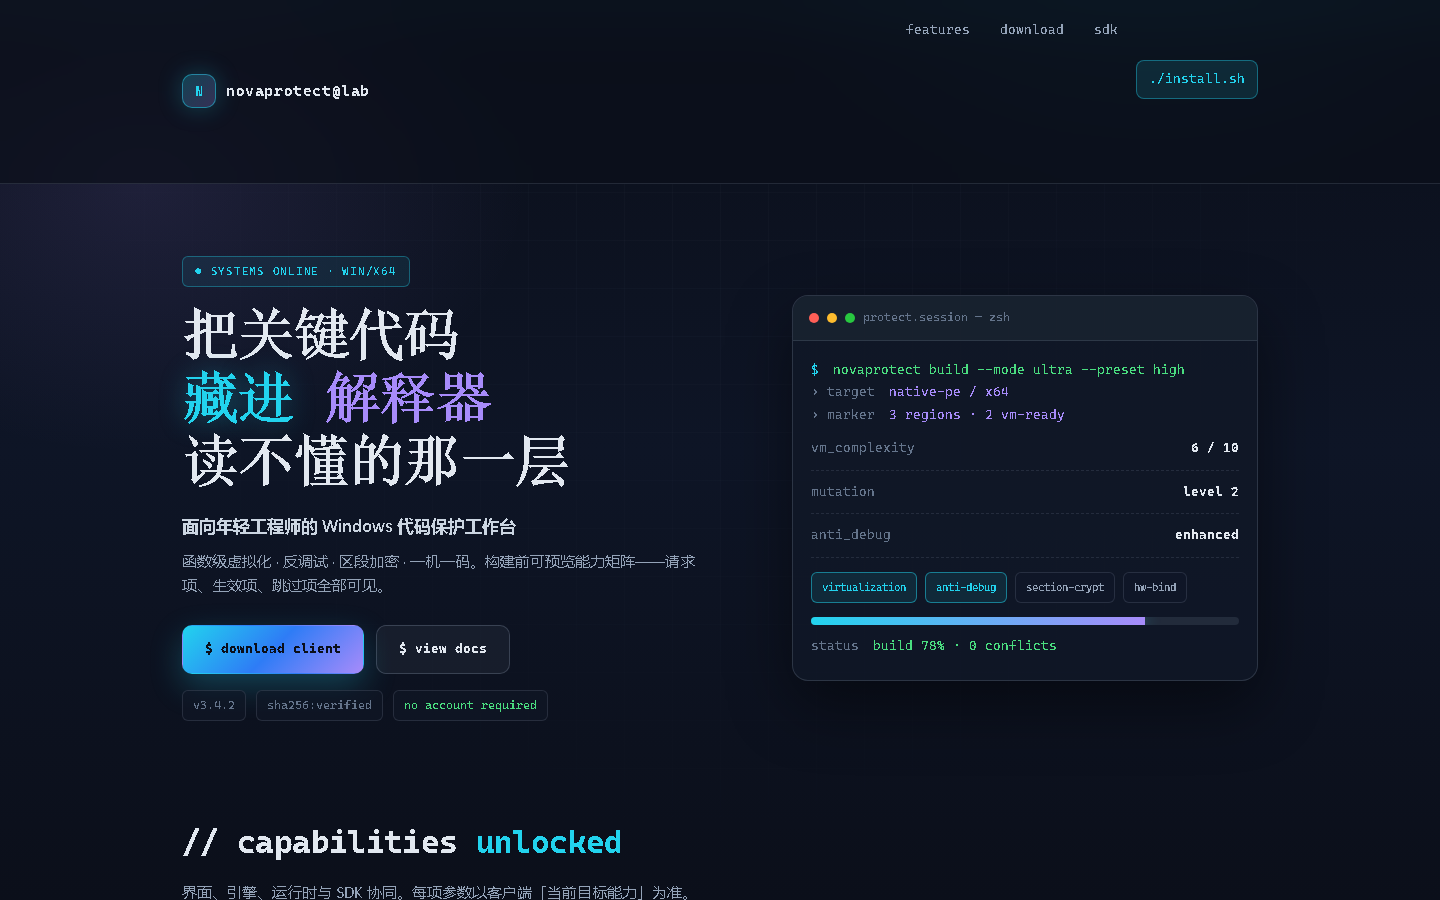 features download sdk
N novaprotect@lab
./install.sh
SYSTEMS ONLINE · WIN/X64
把关键代码
藏进 解释器
读不懂的那一层
面向年轻工程师的 Windows 代码保护工作台
函数级虚拟化 · 反调试 · 区段加密 · 一机一码。构建前可预览能力矩阵——请求
项、生效项、跳过项全部可见。
$ download client
$ view docs
v3.4.2
sha256:verified
no account required
protect.session — zsh
$ novaprotect build --mode ultra --preset high
› target native-pe / x64
› marker 3 regions · 2 vm-ready
vm_complexity 6 / 10
mutation level 2
anti_debug enhanced
virtualization anti-debug section-crypt hw-bind
status build 78% · 0 conflicts
// capabilities unlocked
界面、引擎、运行时与 SDK 协同。每项参数以客户端「当前目标能力」为准。